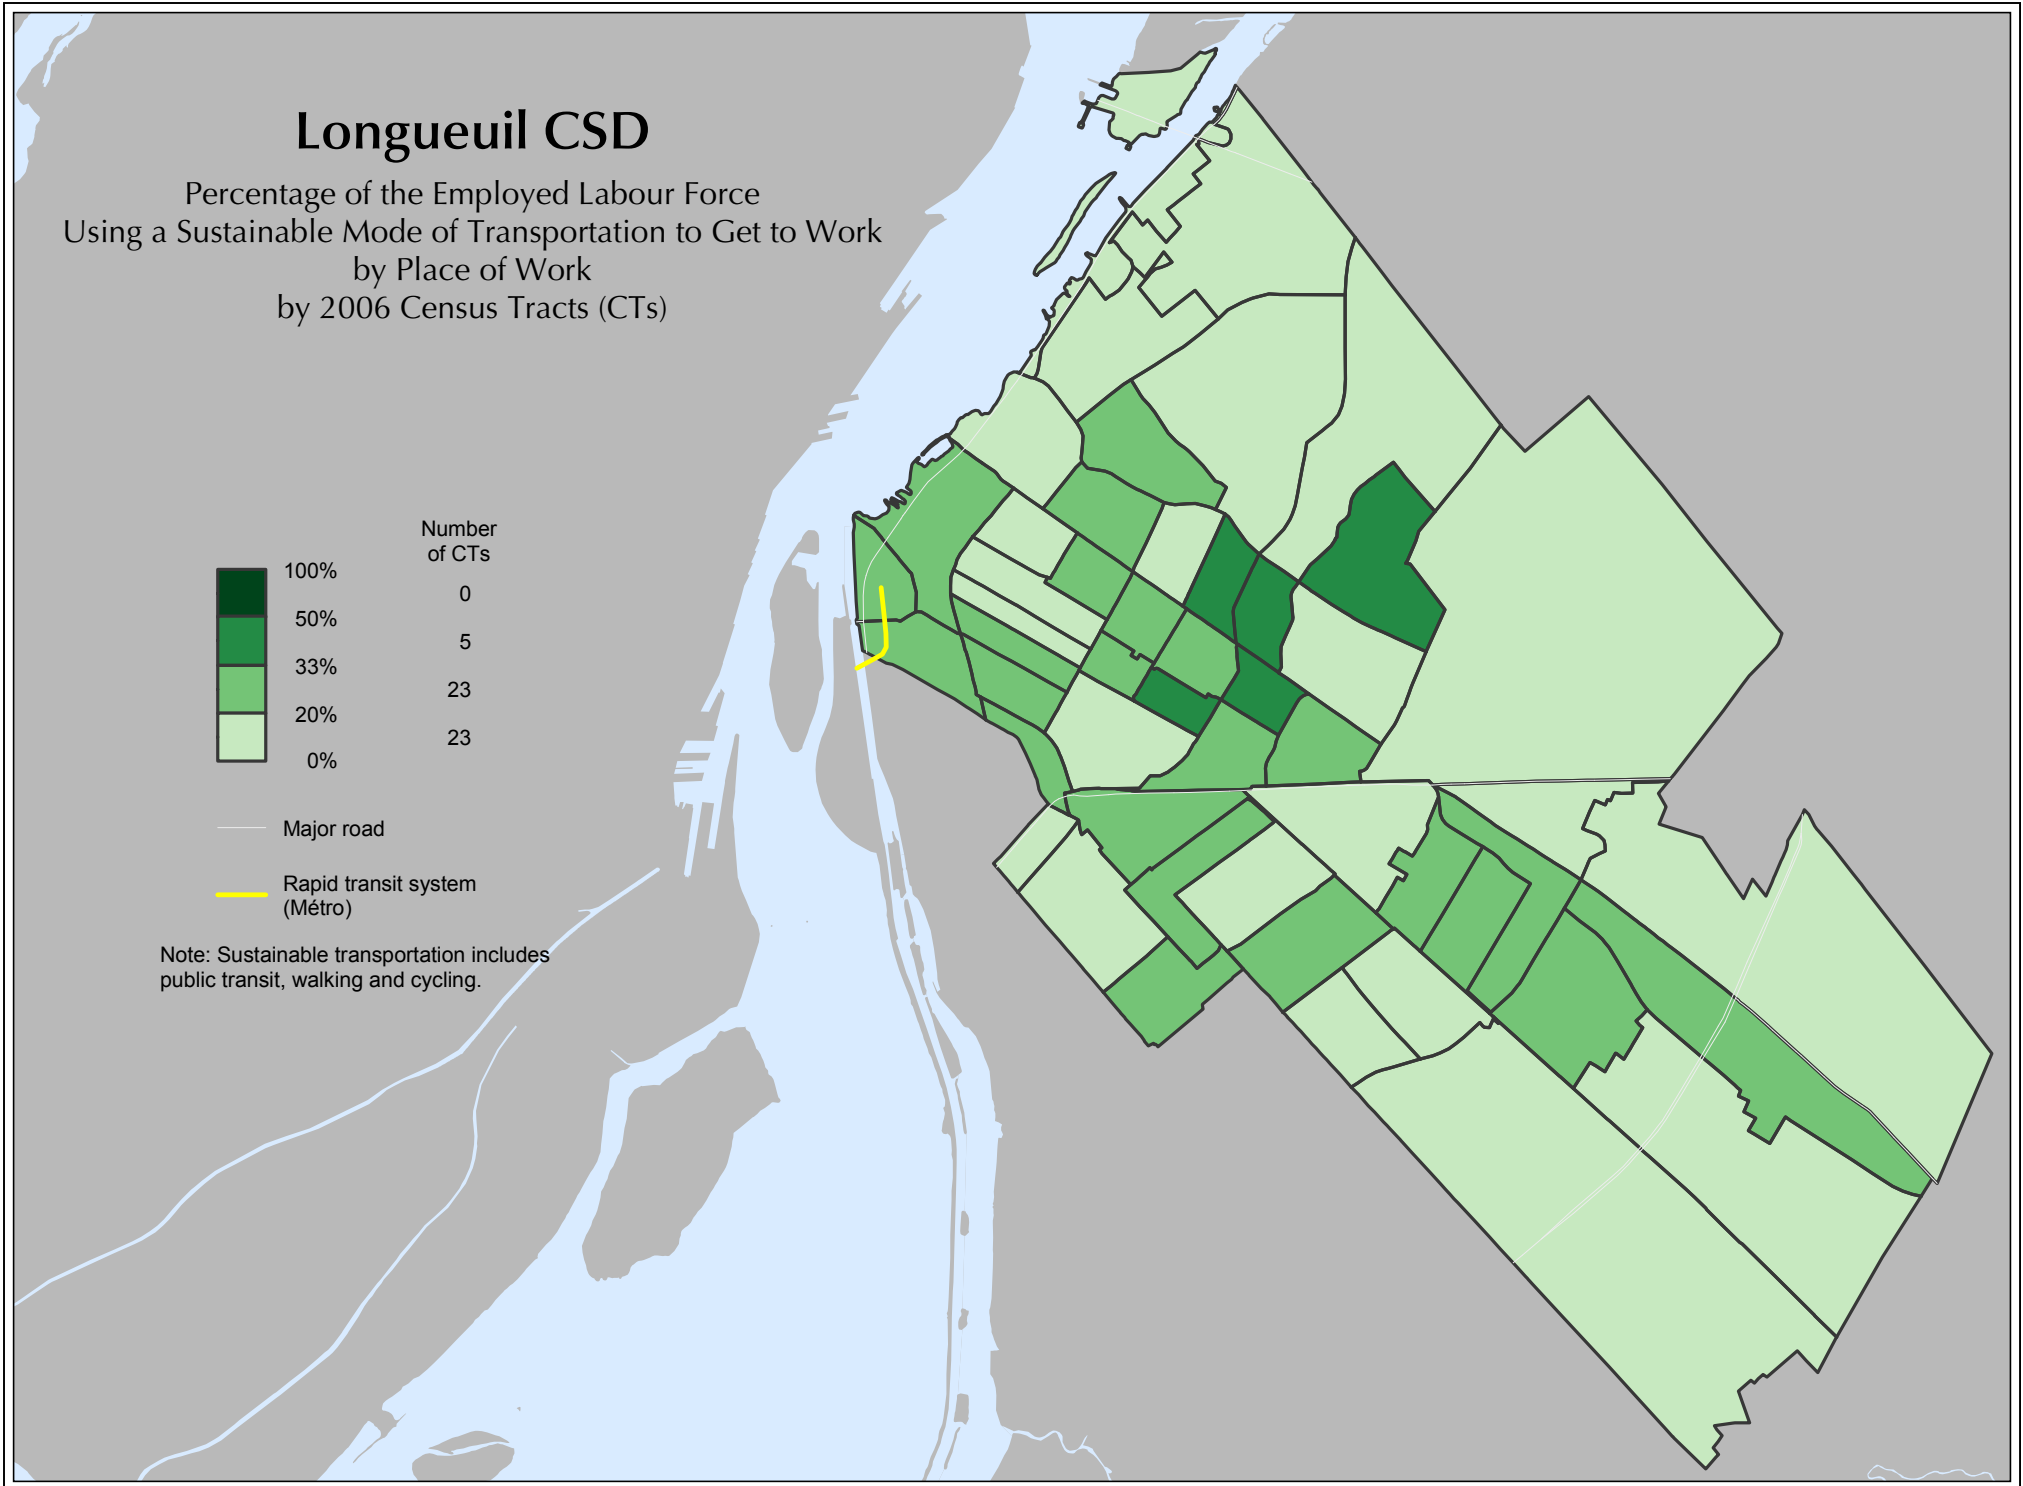 Longueuil CSD
Percentage of the Employed Labour Force
Using a Sustainable Mode of Transportation to Get to Work
by Place of Work
by 2006 Census Tracts (CTs)
Number
of CTs
100%
0
50%
5
33%
23
20%
23
0%
Major road
Rapid transit system
(Métro)
Note: Sustainable transportation includes
public transit, walking and cycling.